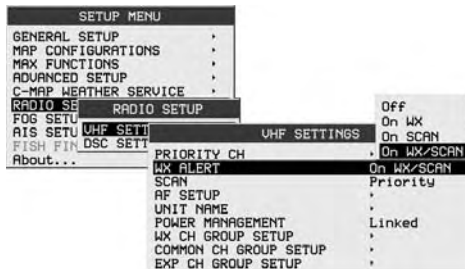 SETUP MENU
GENERAL SETUP
MAP CONFIGURATIONS
MAX FUNCTIONS
ADVANCED SETUP
C-MAP WEATHER SERVICE
RADIO SE
FOG SETU
AIS SETU
FISH FIN
About...
RADIO SETUP
VHF SETT
DSC SETT
VHF SETTINGS
PRIORITY CH
WX ALERT On WX/SCAN
SCAN Priority
AF SETUP
UNIT NAME
POWER MANAGEMENT Linked
WX CH GROUP SETUP
COMMON CH GROUP SETUP
EXP CH GROUP SETUP
Off
On WX
On SCAN
On WX/SCAN